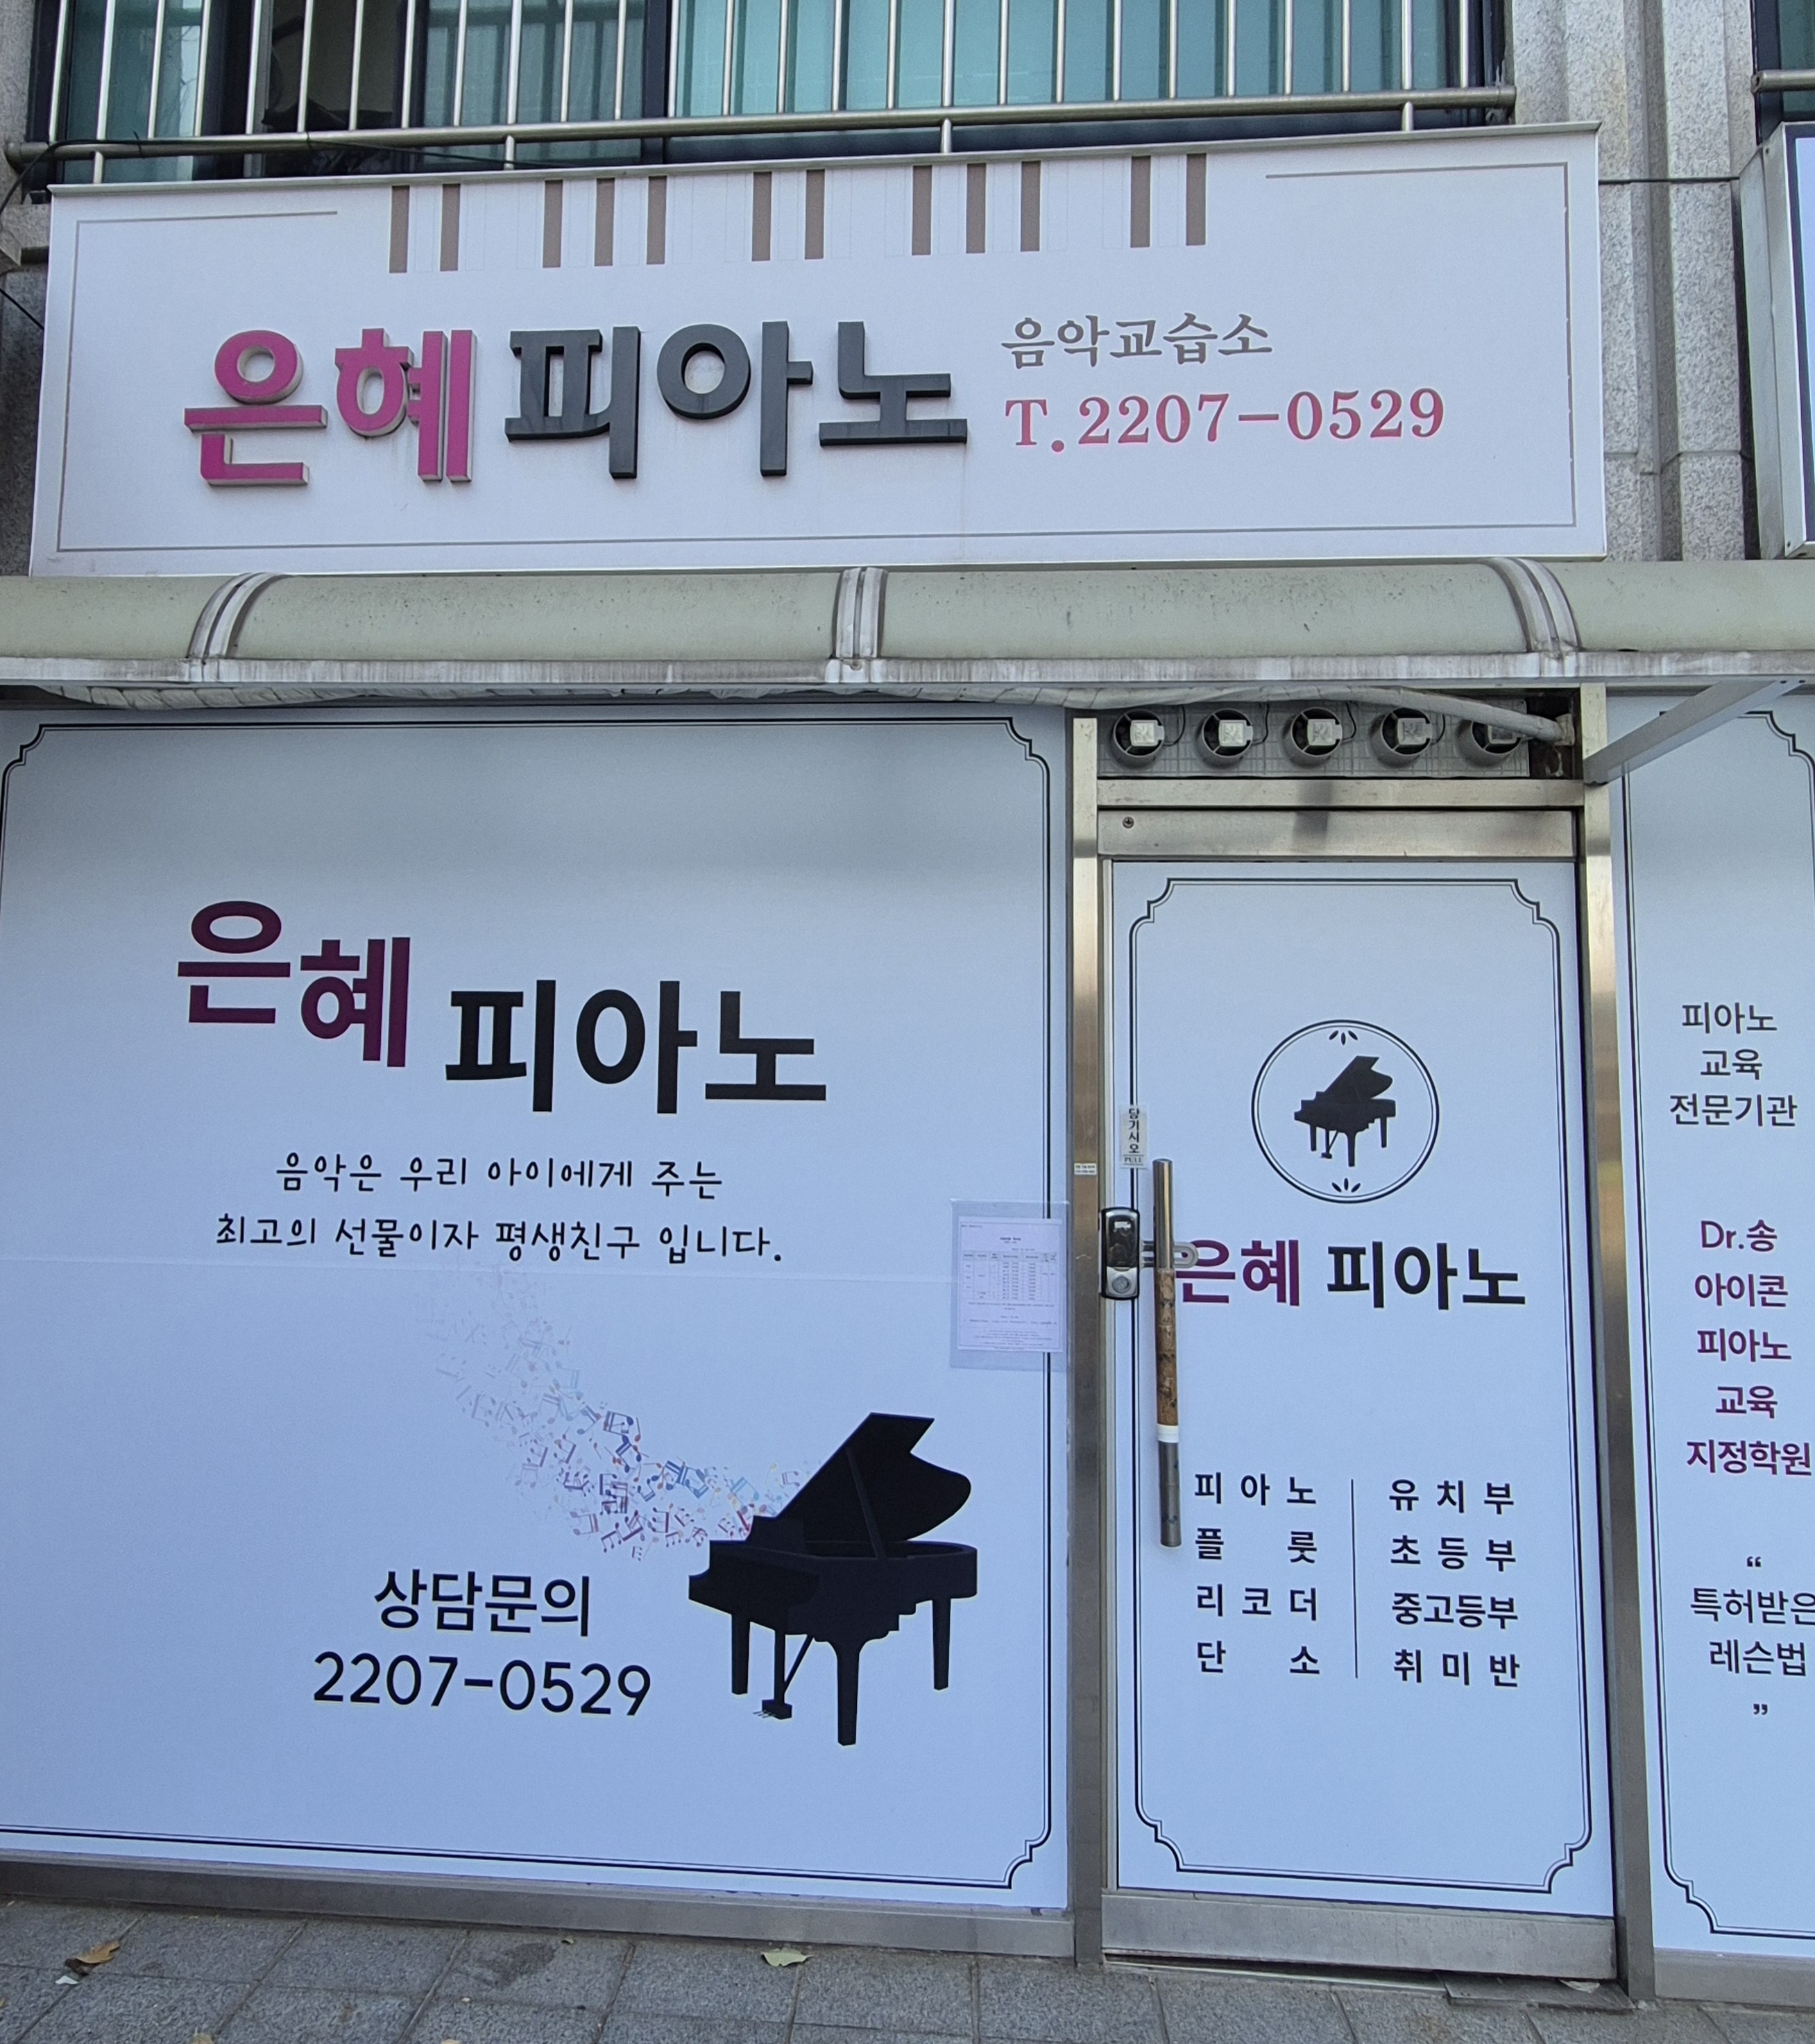 은혜피아노
음악교습소
T.2207-0529
은혜 피아노
음악은 우리 아이에게 주는
최고의 선물이자 평생친구 입니다.
상담문의
2207-0529
당기시오
PULL
은혜 피아노
피아노
플룻
리코더
단소
유치부
초등부
중고등부
취미반
피아노
교육
전문기관
Dr.송
아이콘
피아노
교육
지정학원
“
특허받은
레슨법
”